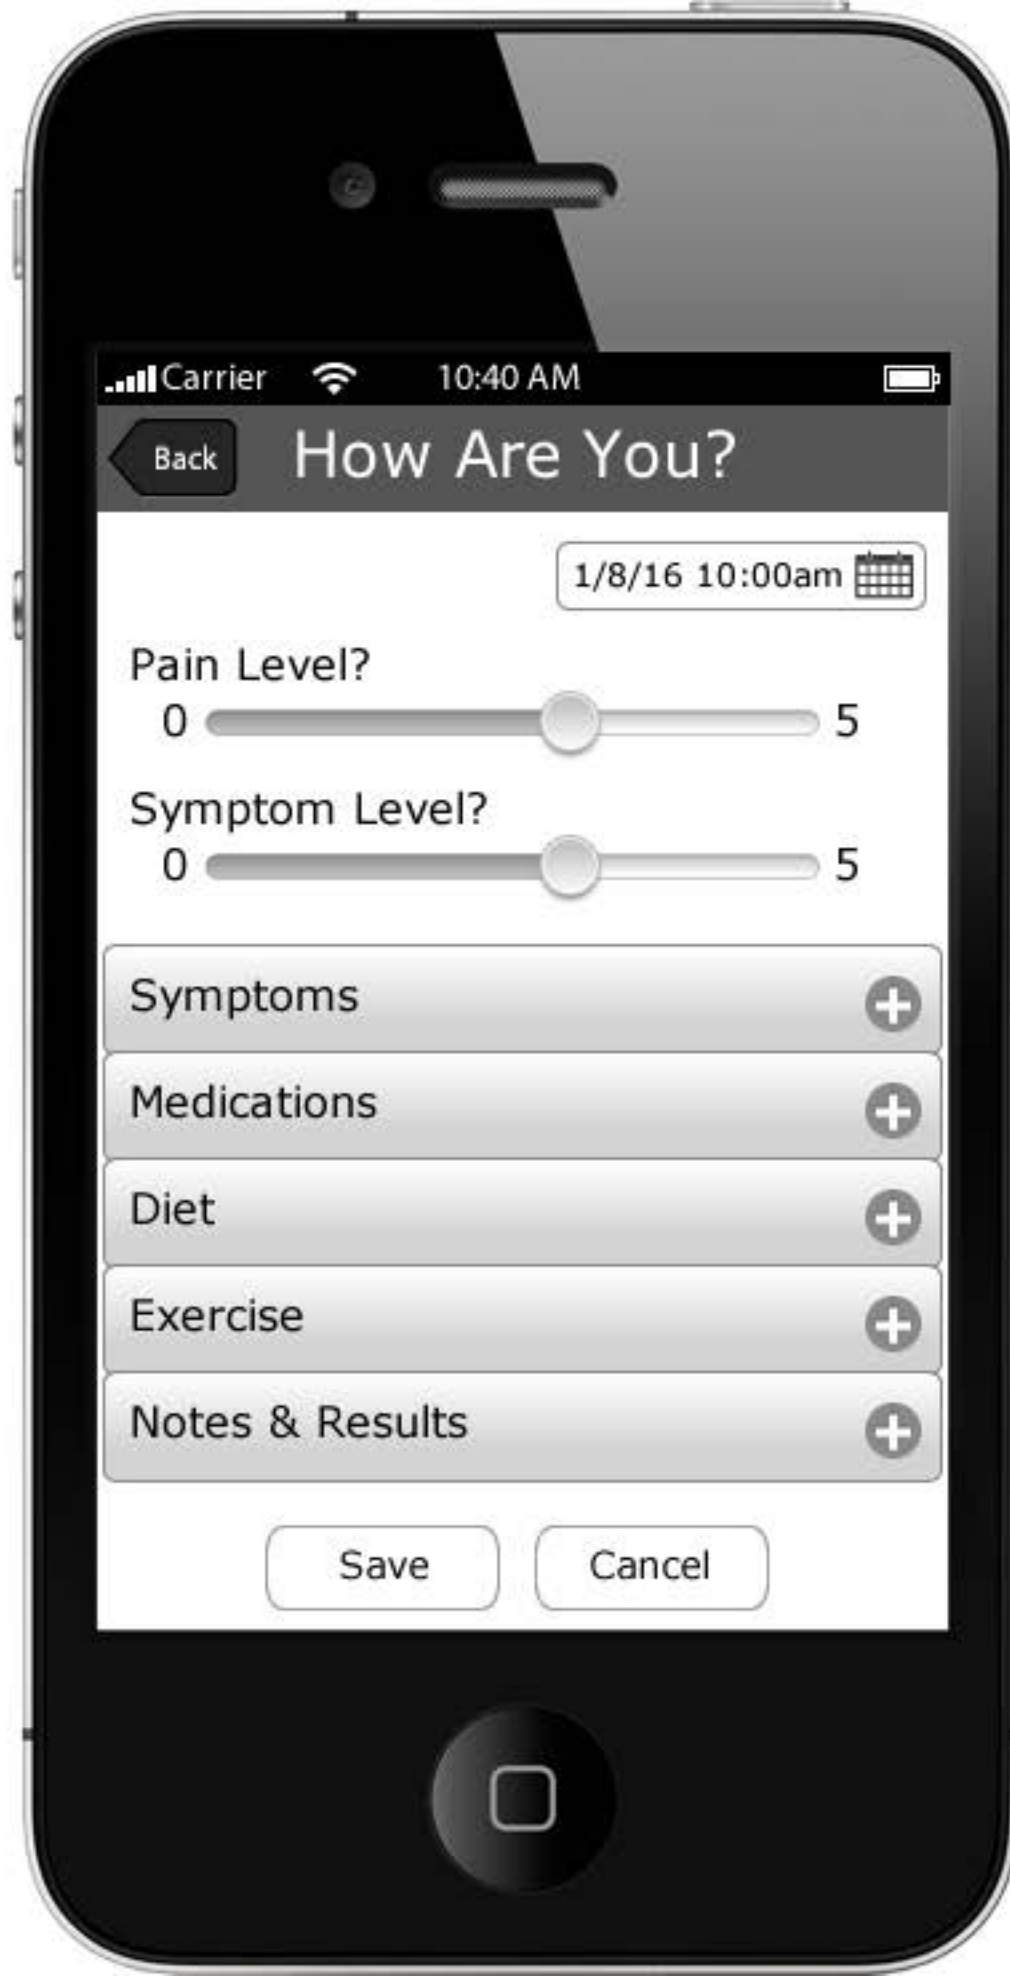 Carrier 10:40 AM
Back How Are You?
1/8/16 10:00am
Pain Level?
0 5
Symptom Level?
0 5
Symptoms
Medications
Diet
Exercise
Notes & Results
Save Cancel